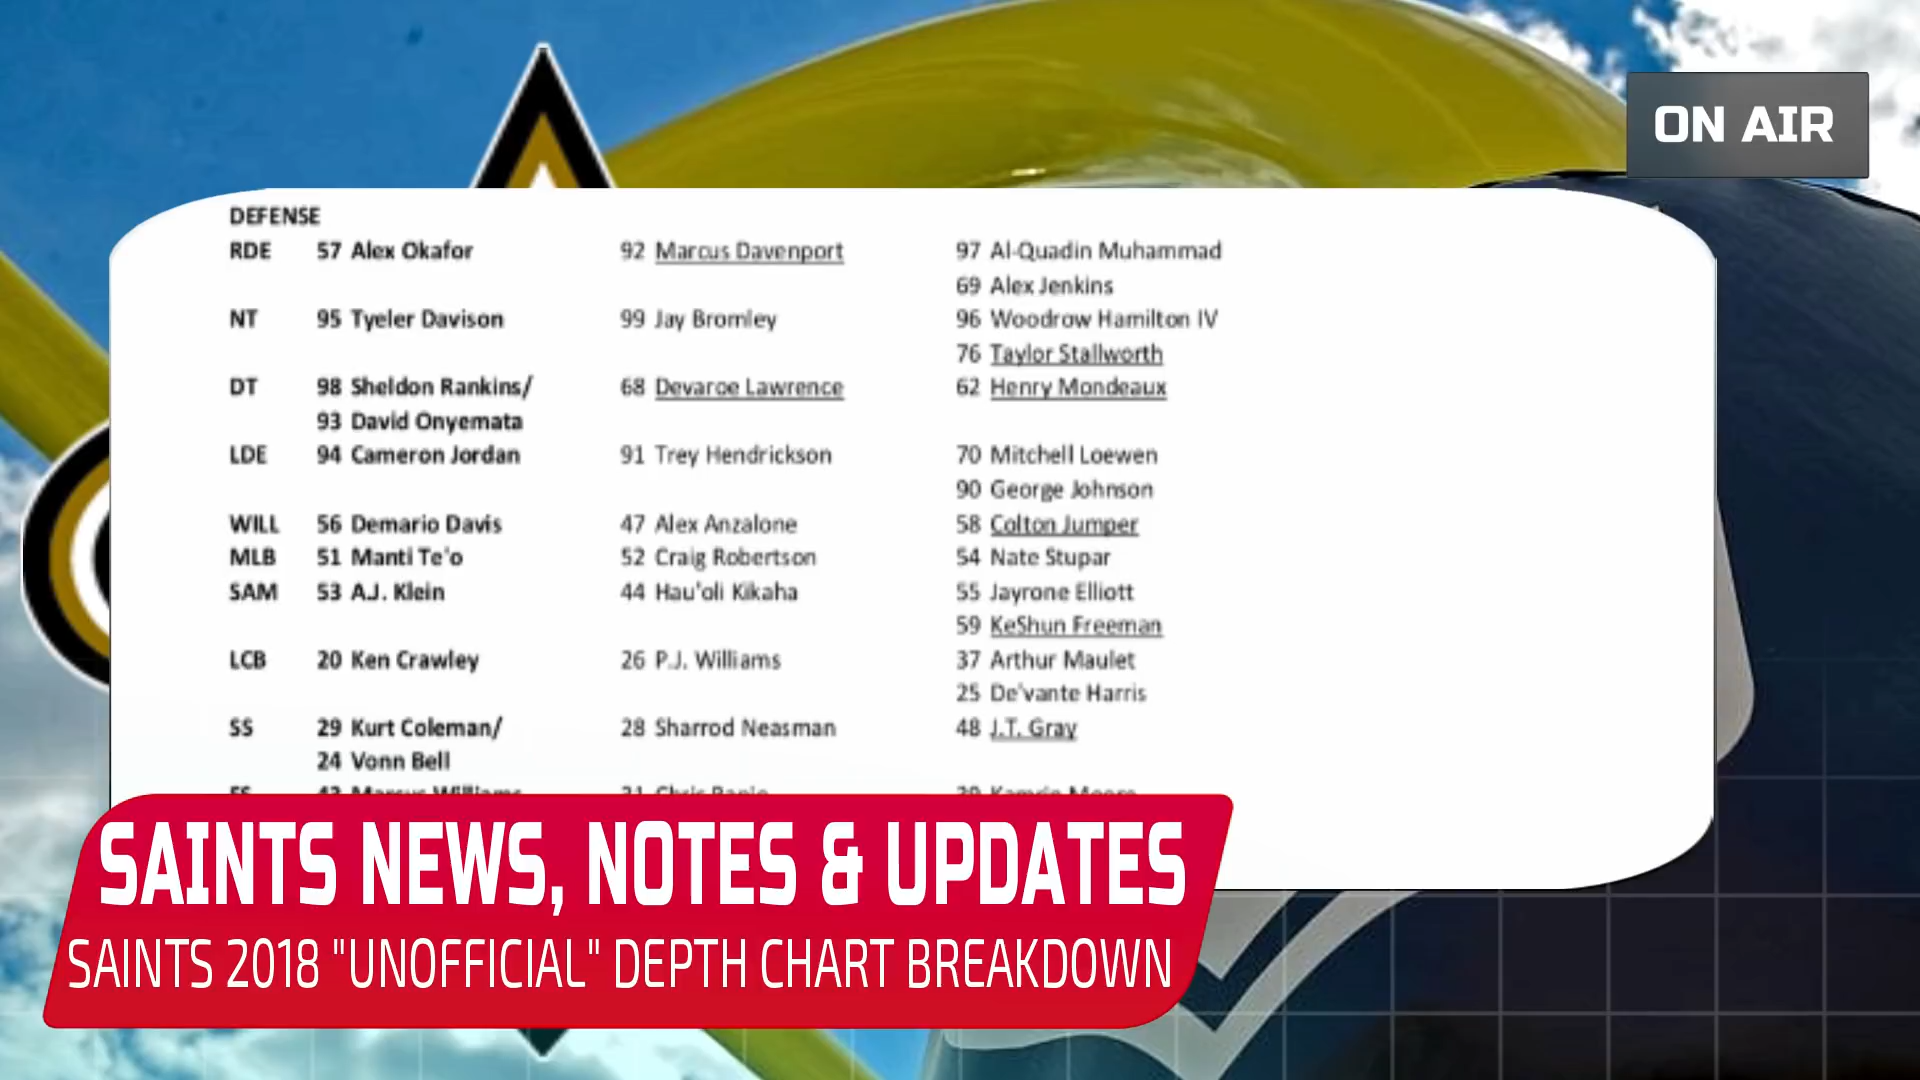 ON AIR
DEFENSE
RDE 57 Alex Okafor 92 Marcus Davenport 97 Al-Quadin Muhammad
69 Alex Jenkins
NT 95 Tyeler Davison 99 Jay Bromley 96 Woodrow Hamilton IV
76 Taylor Stallworth
DT 98 Sheldon Rankins/ 68 Devaroe Lawrence 62 Henry Mondeaux
93 David Onyemata
LDE 94 Cameron Jordan 91 Trey Hendrickson 70 Mitchell Loewen
90 George Johnson
WILL 56 Demario Davis 47 Alex Anzalone 58 Colton Jumper
MLB 51 Manti Te'o 52 Craig Robertson 54 Nate Stupar
SAM 53 A.J. Klein 44 Hau'oli Kikaha 55 Jayrone Elliott
59 KeShun Freeman
LCB 20 Ken Crawley 26 P.J. Williams 37 Arthur Maulet
25 De'vante Harris
SS 29 Kurt Coleman/ 28 Sharrod Neasman 48 J.T. Gray
24 Vonn Bell
Marcus Williams
SAINTS NEWS, NOTES & UPDATES
SAINTS 2018 "UNOFFICIAL" DEPTH CHART BREAKDOWN